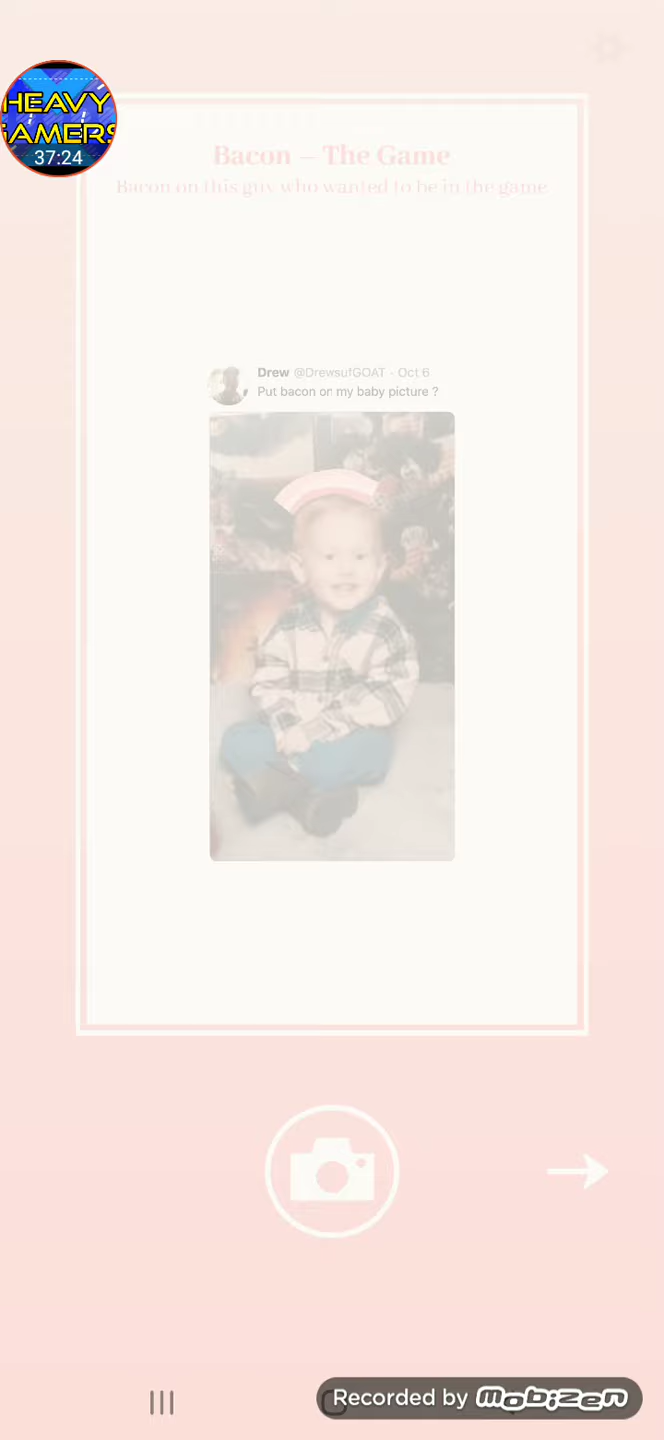 HEAVY
GAMERS
37:24
Bacon – The Game
Bacon on this guy who wanted to be in the game
Drew @DrewsufGOAT · Oct 6
Put bacon on my baby picture ?
Recorded by mobizen